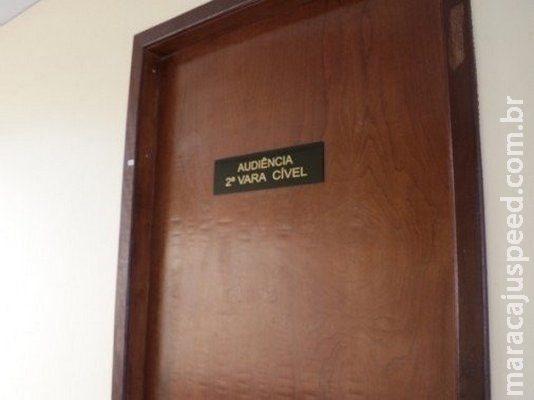 AUDIÊNCIA
2ª VARA CÍVEL
maracajuspeed.com.br